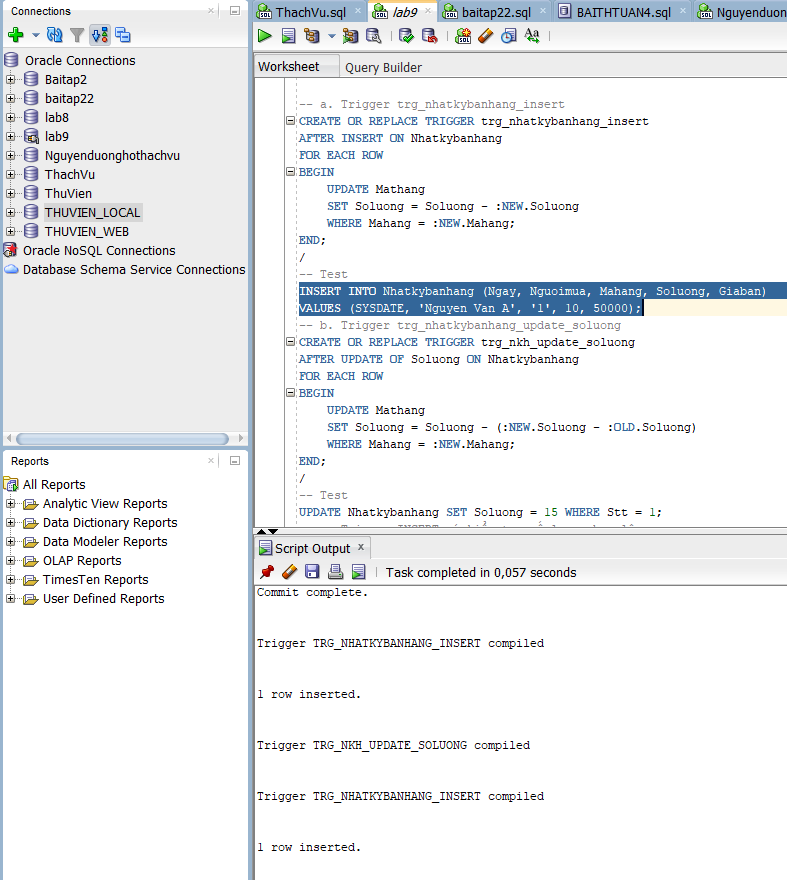 Connections
ThachVu.sql
lab9
baitap22.sql
BAITHTUAN4.sql
Nguyenduon
Oracle Connections
Baitap2
baitap22
lab8
lab9
Nguyenduonghothachvu
ThachVu
ThuVien
THUVIEN_LOCAL
THUVIEN_WEB
Oracle NoSQL Connections
Database Schema Service Connections
Reports
All Reports
Analytic View Reports
Data Dictionary Reports
Data Modeler Reports
OLAP Reports
TimesTen Reports
User Defined Reports
Aa
Worksheet
Query Builder
-- a. Trigger trg_nhatkybanhang_insert
CREATE OR REPLACE TRIGGER trg_nhatkybanhang_insert
AFTER INSERT ON Nhatkybanhang
FOR EACH ROW
BEGIN
UPDATE Mathang
SET Soluong = Soluong - :NEW.Soluong
WHERE Mahang = :NEW.Mahang;
END;
/
-- Test
INSERT INTO Nhatkybanhang (Ngay, Nguoimua, Mahang, Soluong, Giaban)
VALUES (SYSDATE, 'Nguyen Van A', '1', 10, 50000);
-- b. Trigger trg_nhatkybanhang_update_soluong
CREATE OR REPLACE TRIGGER trg_nkh_update_soluong
AFTER UPDATE OF Soluong ON Nhatkybanhang
FOR EACH ROW
BEGIN
UPDATE Mathang
SET Soluong = Soluong - (:NEW.Soluong - :OLD.Soluong)
WHERE Mahang = :NEW.Mahang;
END;
/
-- Test
UPDATE Nhatkybanhang SET Soluong = 15 WHERE Stt = 1;
Script Output
Task completed in 0,057 seconds
Commit complete.
Trigger TRG_NHATKYBANHANG_INSERT compiled
1 row inserted.
Trigger TRG_NKH_UPDATE_SOLUONG compiled
Trigger TRG_NHATKYBANHANG_INSERT compiled
1 row inserted.